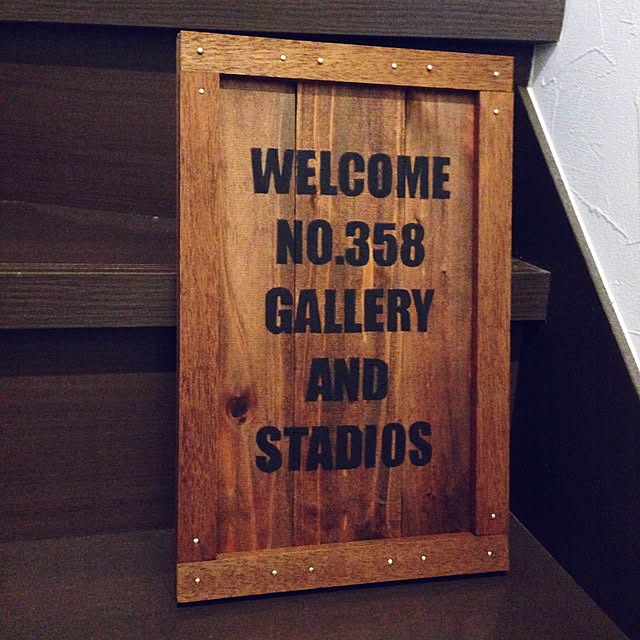 WELCOME
NO.358
GALLERY
AND
STADIOS